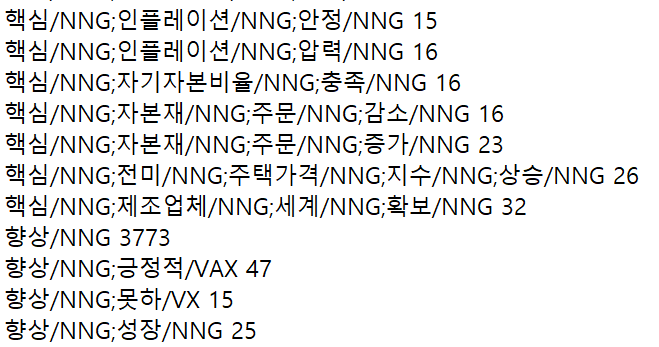 핵심/NNG;인플레이션/NNG;안정/NNG 15
핵심/NNG;인플레이션/NNG;압력/NNG 16
핵심/NNG;자기자본비율/NNG;충족/NNG 16
핵심/NNG;자본재/NNG;주문/NNG;감소/NNG 16
핵심/NNG;자본재/NNG;주문/NNG;증가/NNG 23
핵심/NNG;전미/NNG;주택가격/NNG;지수/NNG;상승/NNG 26
핵심/NNG;제조업체/NNG;세계/NNG;확보/NNG 32
향상/NNG 3773
향상/NNG;긍정적/VAX 47
향상/NNG;못하/VX 15
향상/NNG;성장/NNG 25